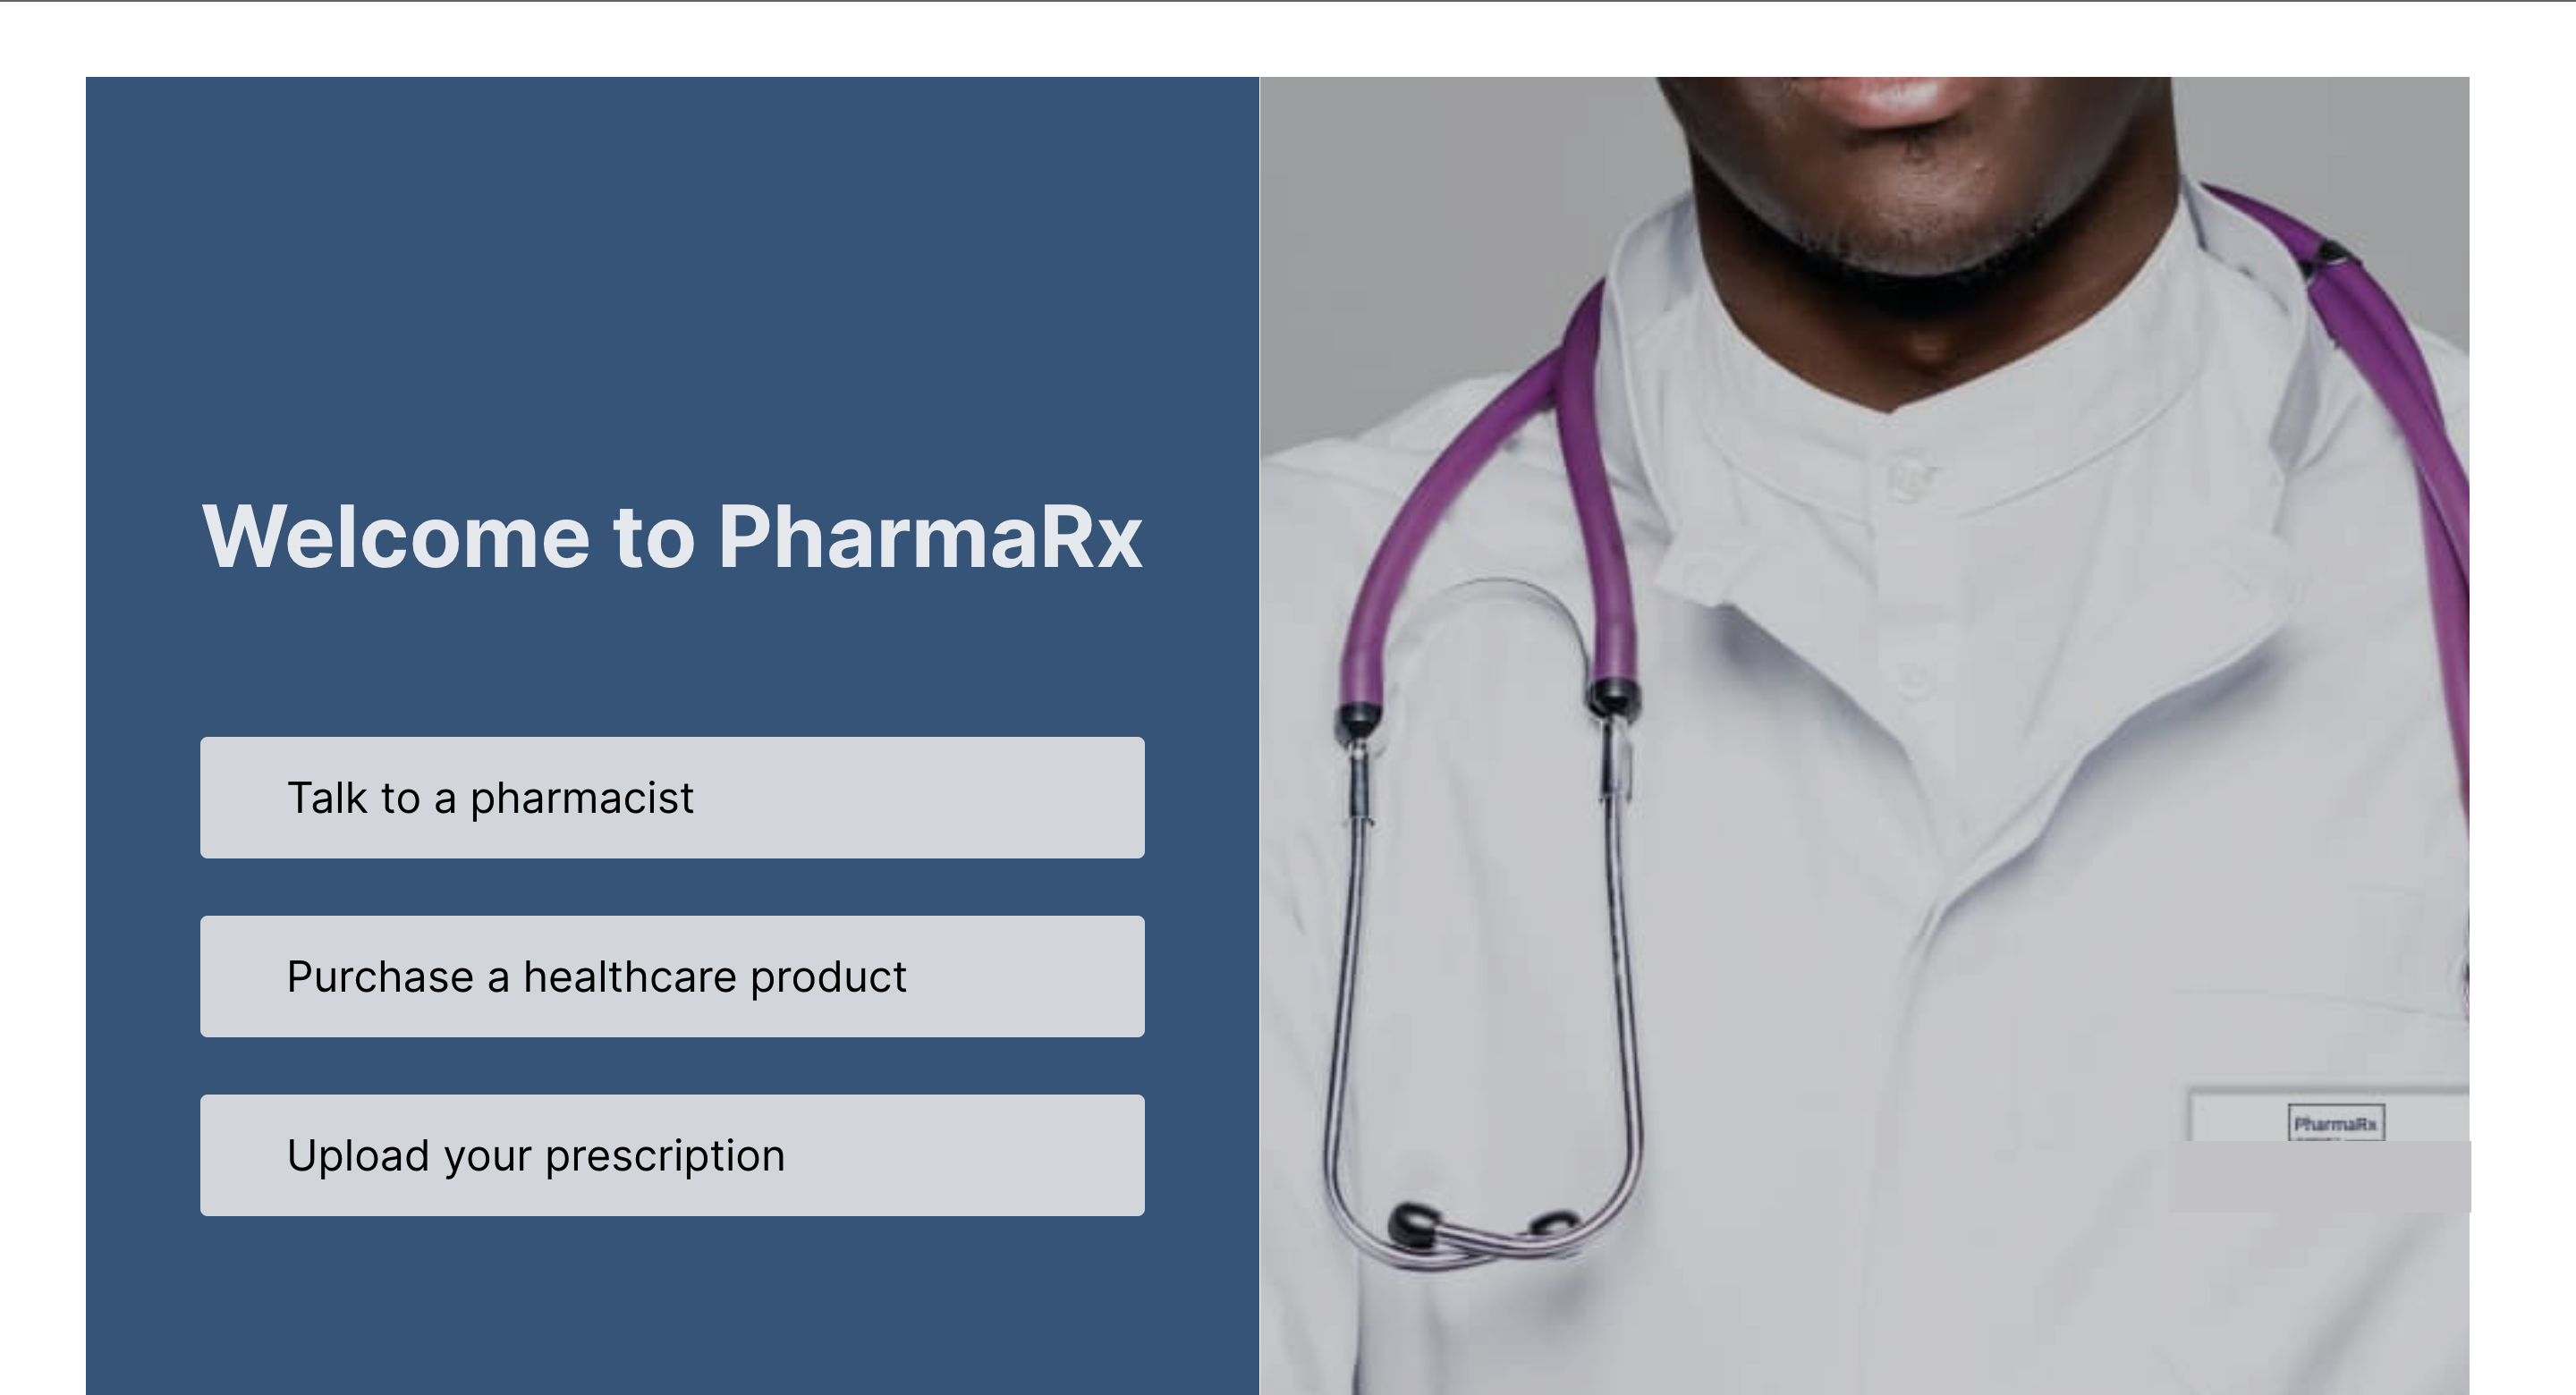 Welcome to PharmaRx
Talk to a pharmacist
Purchase a healthcare product
Upload your prescription
PharmaRx